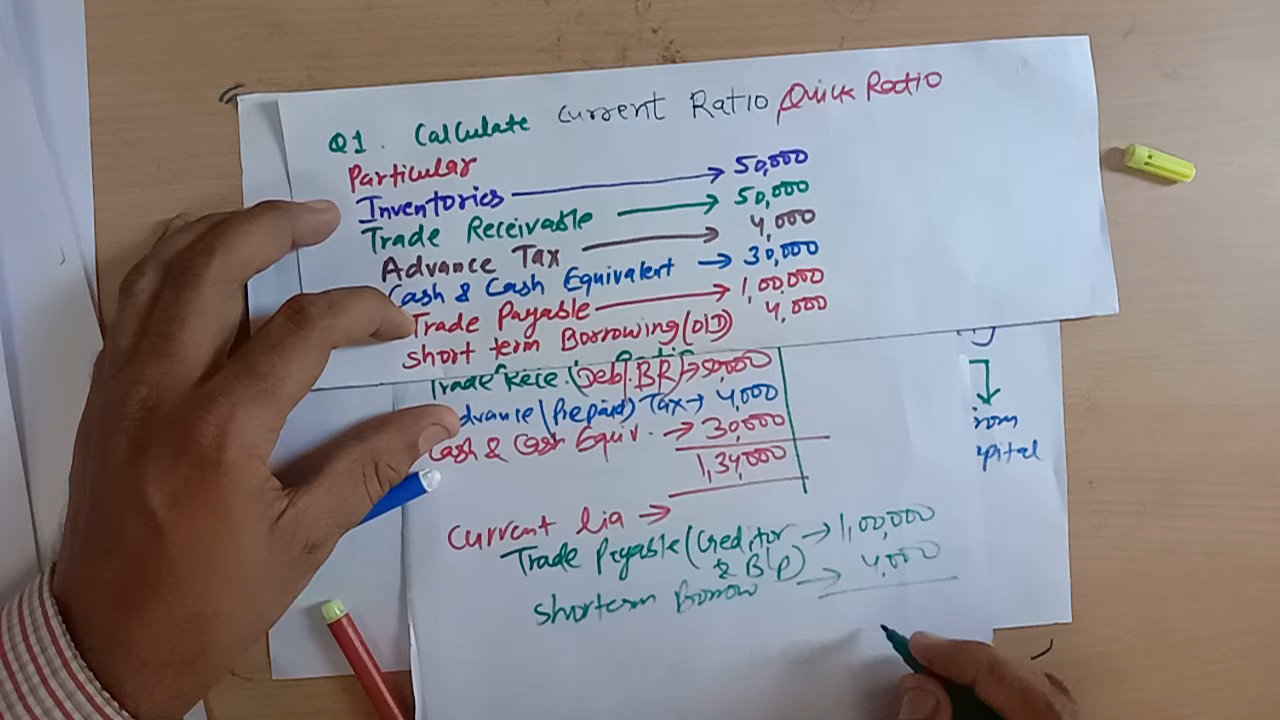 Q1. Calculate Current Ratio, Quick Ratio
Particular
Inventories → 50,000
Trade Receivable → 50,000
Advance Tax → 4,000
Cash & Cash Equivalent → 30,000
Trade Payable → 1,00,000
Short term Borrowing (O/D) 4,000
Trade Rece. (Deb/. BR) → 50,000
dvance (Prepaid) Tax → 4,000
Cash & Cash Equiv. → 30,000
1,34,000
Current lia →
Trade Payable (Creditor → 1,00,000
& B/P)
Shorterm Borrow → 4,000
pital